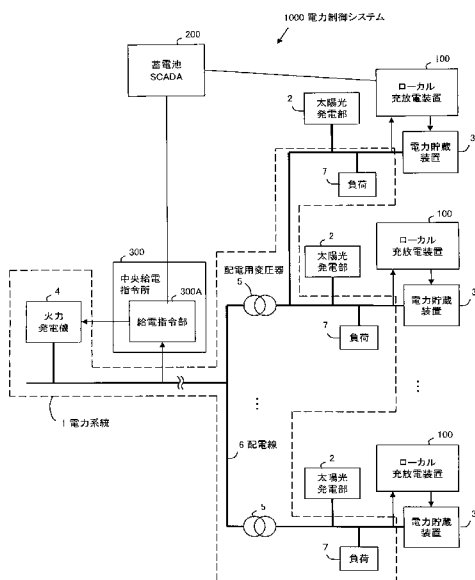 1000 電力制御システム
200
蓄電池
SCADA
100
ローカル
充放電装置
2
太陽光
発電部
3
電力貯蔵
装置
7
負荷
100
ローカル
充放電装置
2
太陽光
発電部
3
電力貯蔵
装置
7
負荷
300
中央給電
指令所
300A
給電指令部
4
火力
発電機
配電用変圧器
5
1 電力系統
6 配電線
⋮
⋮
100
ローカル
充放電装置
2
太陽光
発電部
5
3
電力貯蔵
装置
7
負荷